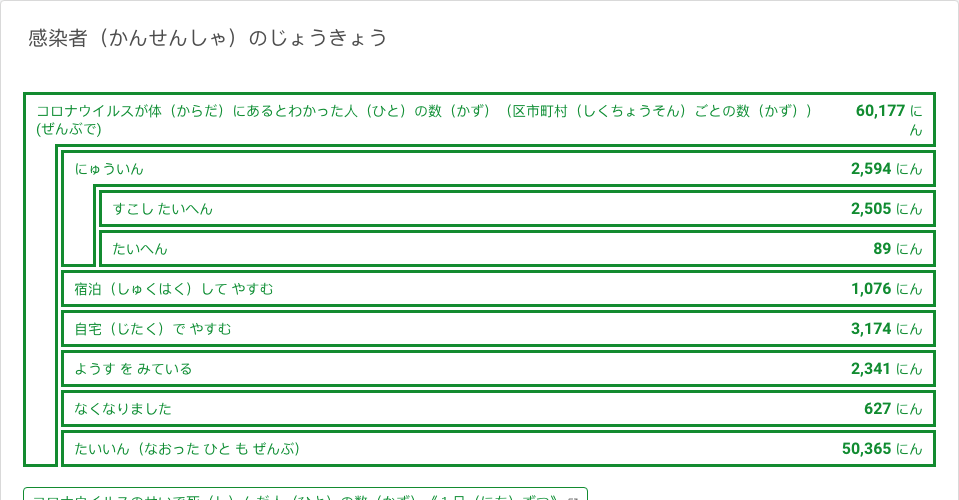 感染者（かんせんしゃ）のじょうきょう
コロナウイルスが体（からだ）にあるとわかった人（ひと）の数（かず）（区市町村（しくちょうそん）ごとの数（かず）） 60,177 に
(ぜんぶで) ん
にゅういん 2,594 にん
すこし たいへん 2,505 にん
たいへん 89 にん
宿泊（しゅくはく）して やすむ 1,076 にん
自宅（じたく）で やすむ 3,174 にん
ようす を みている 2,341 にん
なくなりました 627 にん
たいいん（なおった ひと も ぜんぶ） 50,365 にん